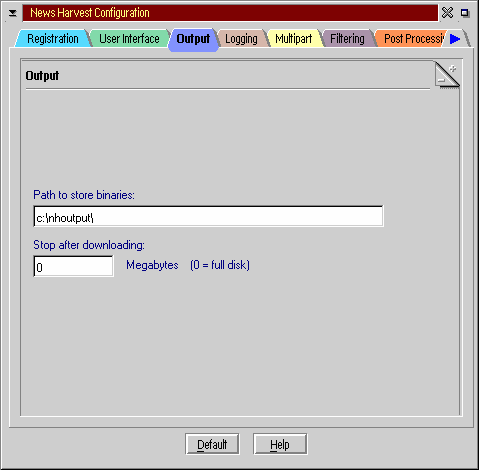 News Harvest Configuration
Registration User Interface Output Logging Multipart Filtering Post Processi
Output
Path to store binaries:
c:\nhoutput\
Stop after downloading:
0 Megabytes (0 = full disk)
Default Help